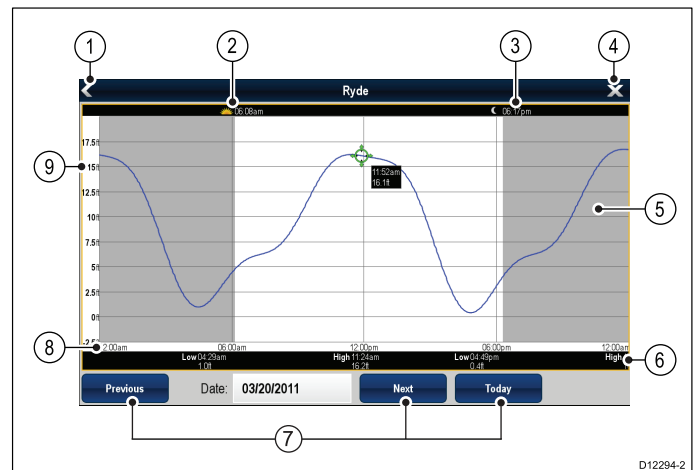 1 2 3 4
Ryde
06:08am 06:17pm
17.5ft
15ft
12.5ft
10ft
7.5ft
5ft
2.5ft
0ft
-2.5
11:52am
16.1ft
9
5
8
6
2:00am 06:00am 12:00pm 06:00pm 12:00am
Low 04:29am High 11:24am Low 04:49pm High
1.0ft 16.2ft 0.4ft
Previous Date: 03/20/2011 Next Today
7
D12294-2